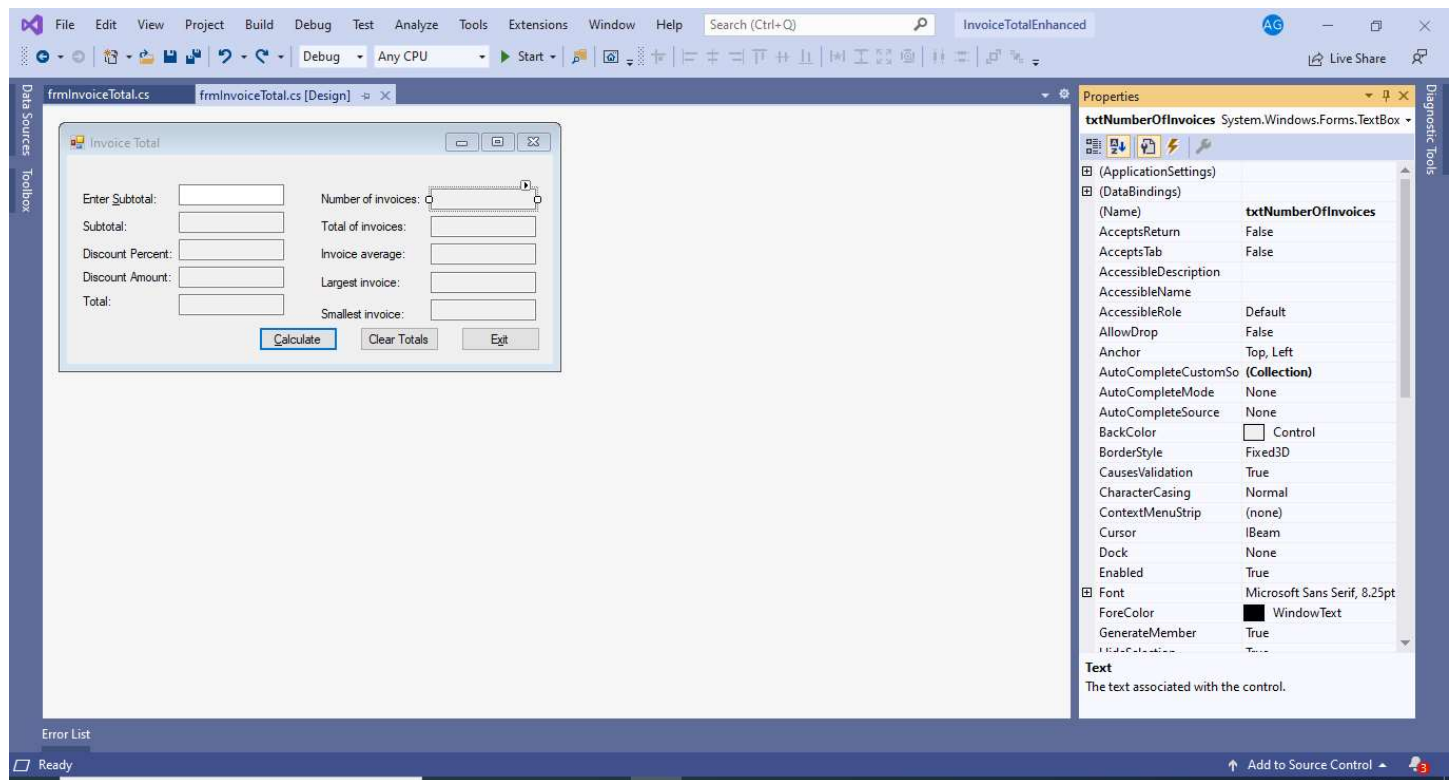 File Edit View Project Build Debug Test Analyze Tools Extensions Window Help Search (Ctrl+Q) InvoiceTotalEnhanced AG
Debug Any CPU Start Live Share
Data Sources
Toolbox
frmInvoiceTotal.cs frmInvoiceTotal.cs [Design]
Invoice Total
Enter Subtotal: Number of invoices:
Subtotal: Total of invoices:
Discount Percent: Invoice average:
Discount Amount: Largest invoice:
Total: Smallest invoice:
Calculate Clear Totals Exit
Properties
txtNumberOfInvoices System.Windows.Forms.TextBox
(ApplicationSettings)
(DataBindings)
(Name) txtNumberOfInvoices
AcceptsReturn False
AcceptsTab False
AccessibleDescription
AccessibleName
AccessibleRole Default
AllowDrop False
Anchor Top, Left
AutoCompleteCustomSo (Collection)
AutoCompleteMode None
AutoCompleteSource None
BackColor Control
BorderStyle Fixed3D
CausesValidation True
CharacterCasing Normal
ContextMenuStrip (none)
Cursor IBeam
Dock None
Enabled True
Font Microsoft Sans Serif, 8.25pt
ForeColor WindowText
GenerateMember True
Text
The text associated with the control.
Diagnostic Tools
Error List
Ready Add to Source Control 3